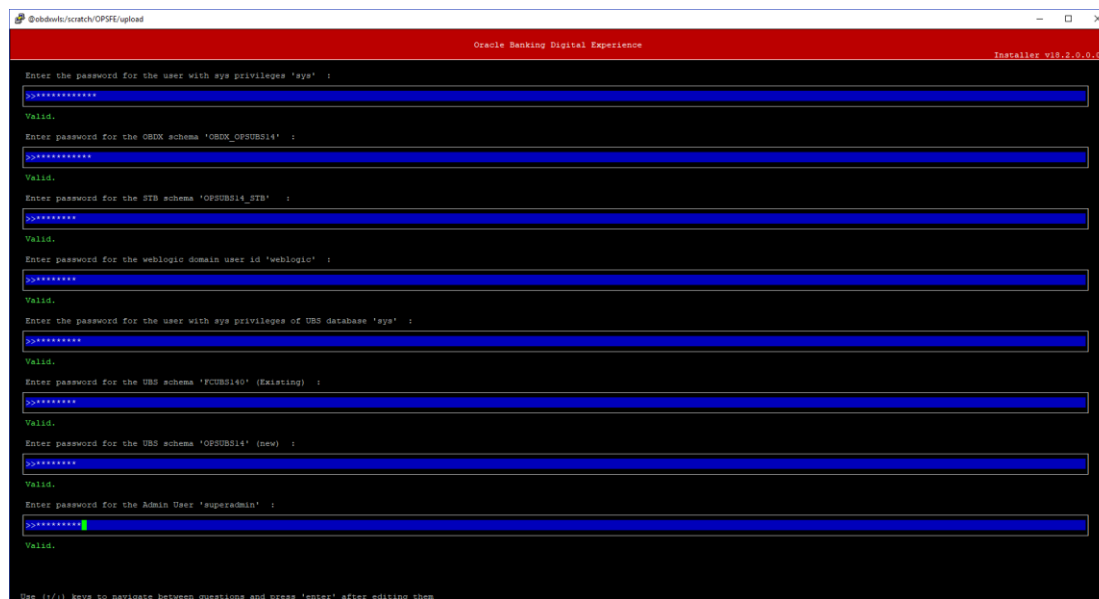 @obdxwls:/scratch/OPSFE/upload
Oracle Banking Digital Experience
Installer v18.2.0.0.0
Enter the password for the user with sys privileges 'sys' :
>>************
Valid.
Enter password for the OBDX schema 'OBDX_OPSUBS14' :
>>***********
Valid.
Enter password for the STB schema 'OPSUBS14_STB' :
>>********
Valid.
Enter password for the weblogic domain user id 'weblogic' :
>>********
Valid.
Enter the password for the user with sys privileges of UBS database 'sys' :
>>*********
Valid.
Enter password for the UBS schema 'FCUBS140' (Existing) :
>>********
Valid.
Enter password for the UBS schema 'OPSUBS14' (new) :
>>********
Valid.
Enter password for the Admin User 'superadmin' :
>>*********
Valid.
Use (↑/↓) keys to navigate between questions and press 'enter' after editing them